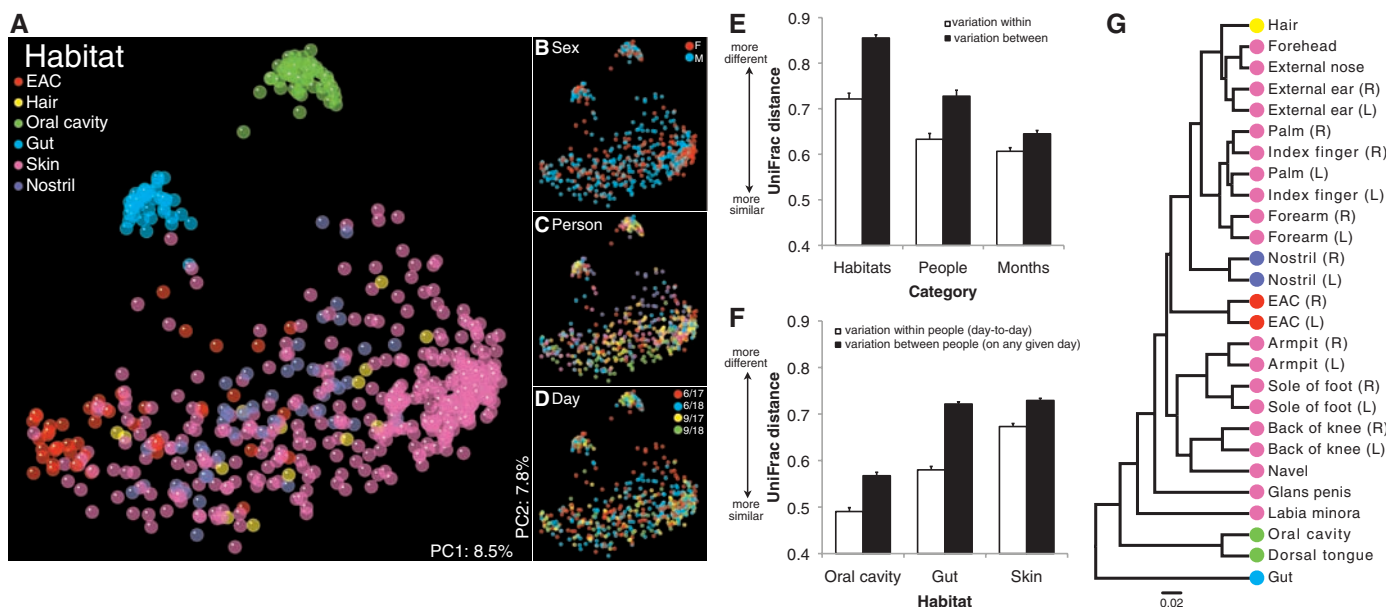 A
Habitat
EAC
Hair
Oral cavity
Gut
Skin
Nostril
PC1: 8.5%
PC2: 7.8%
B Sex
F
M
C Person
D Day
6/17
6/18
9/17
9/18
E
0.9
0.8
0.7
0.6
0.5
0.4
more
different
more
similar
UniFrac distance
variation within
variation between
Habitats
People
Months
Category
F
0.9
0.8
0.7
0.6
0.5
0.4
more
different
more
similar
UniFrac distance
variation within people (day-to-day)
variation between people (on any given day)
Oral cavity
Gut
Skin
Habitat
G
Hair
Forehead
External nose
External ear (R)
External ear (L)
Palm (R)
Index finger (R)
Palm (L)
Index finger (L)
Forearm (R)
Forearm (L)
Nostril (R)
Nostril (L)
EAC (R)
EAC (L)
Armpit (R)
Armpit (L)
Sole of foot (R)
Sole of foot (L)
Back of knee (R)
Back of knee (L)
Navel
Glans penis
Labia minora
Oral cavity
Dorsal tongue
Gut
0.02